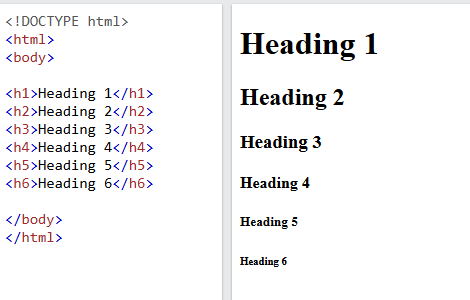 <!DOCTYPE html>
<html>
<body>
<h1>Heading 1</h1>
<h2>Heading 2</h2>
<h3>Heading 3</h3>
<h4>Heading 4</h4>
<h5>Heading 5</h5>
<h6>Heading 6</h6>
</body>
</html>
Heading 1
Heading 2
Heading 3
Heading 4
Heading 5
Heading 6